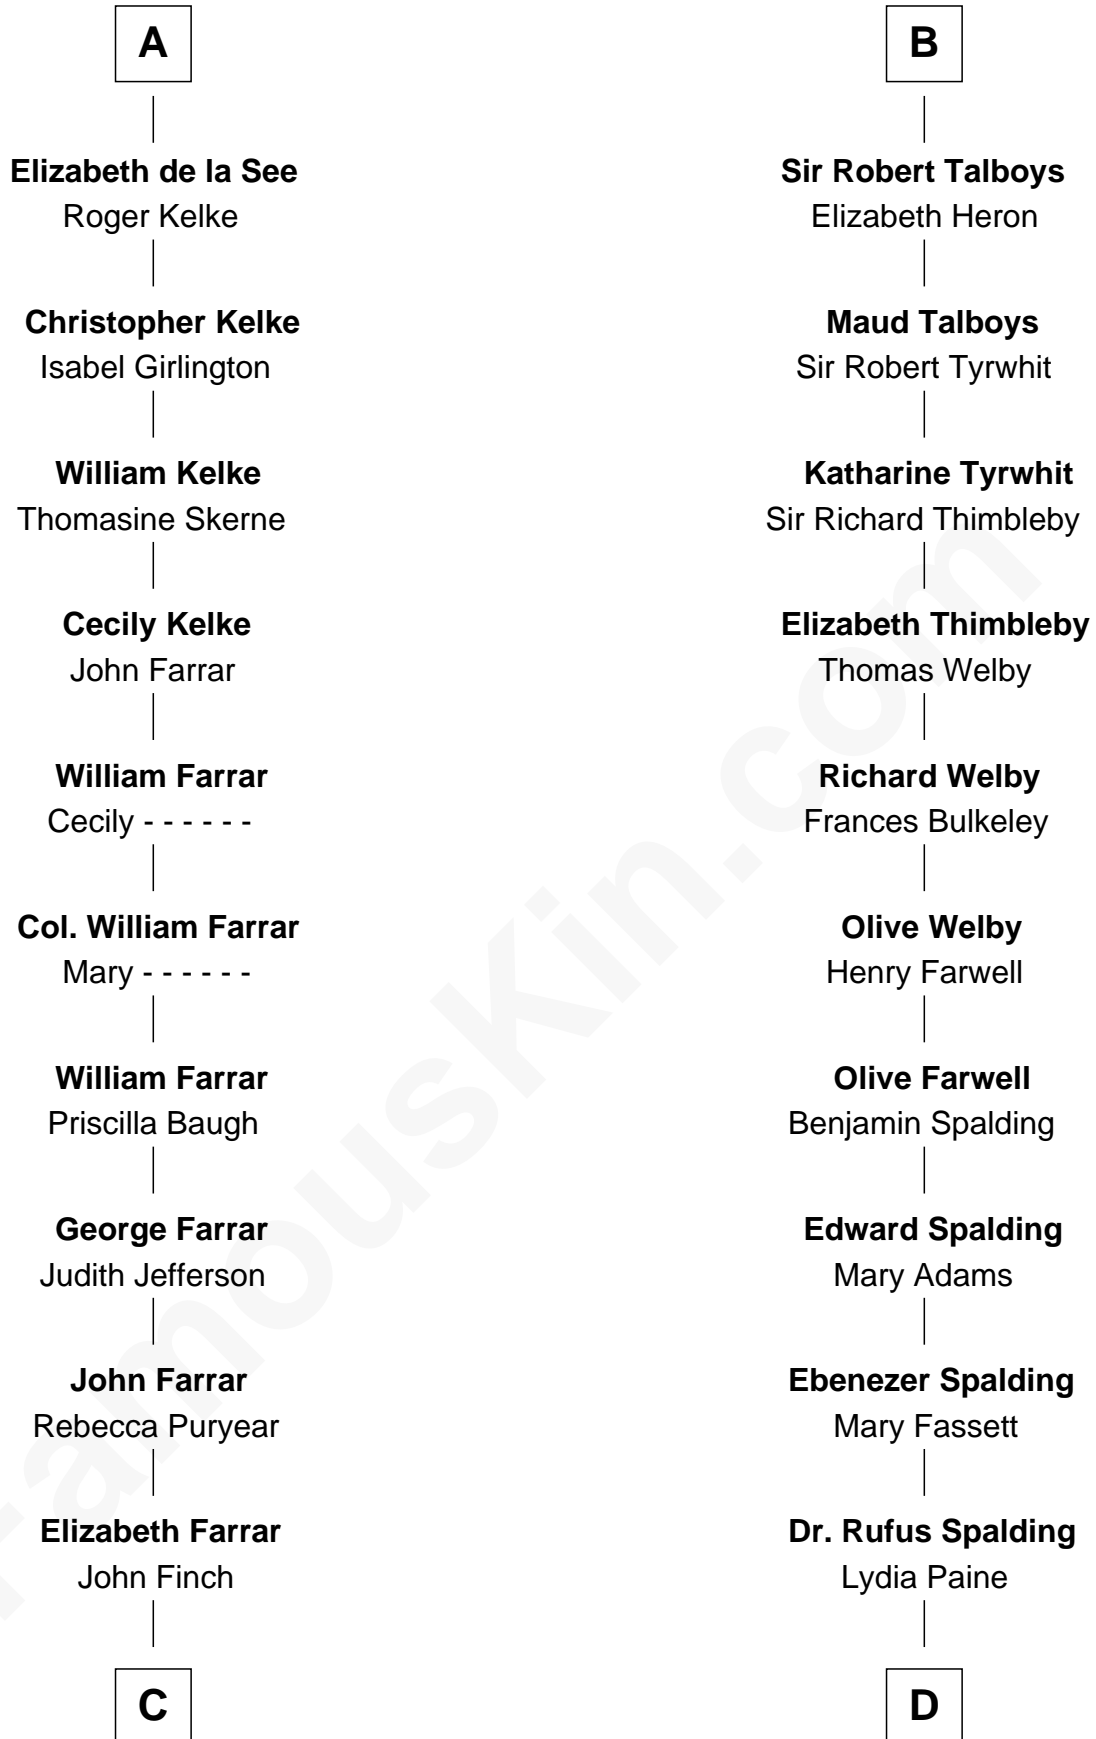 A
Elizabeth de la See
Roger Kelke
Christopher Kelke
Isabel Girlington
William Kelke
Thomasine Skerne
Cecily Kelke
John Farrar
William Farrar
Cecily - - - - - -
Col. William Farrar
Mary - - - - - -
William Farrar
Priscilla Baugh
George Farrar
Judith Jefferson
John Farrar
Rebecca Puryear
Elizabeth Farrar
John Finch
C
B
Sir Robert Talboys
Elizabeth Heron
Maud Talboys
Sir Robert Tyrwhit
Katharine Tyrwhit
Sir Richard Thimbleby
Elizabeth Thimbleby
Thomas Welby
Richard Welby
Frances Bulkeley
Olive Welby
Henry Farwell
Olive Farwell
Benjamin Spalding
Edward Spalding
Mary Adams
Ebenezer Spalding
Mary Fassett
Dr. Rufus Spalding
Lydia Paine
D
FamousKin.com